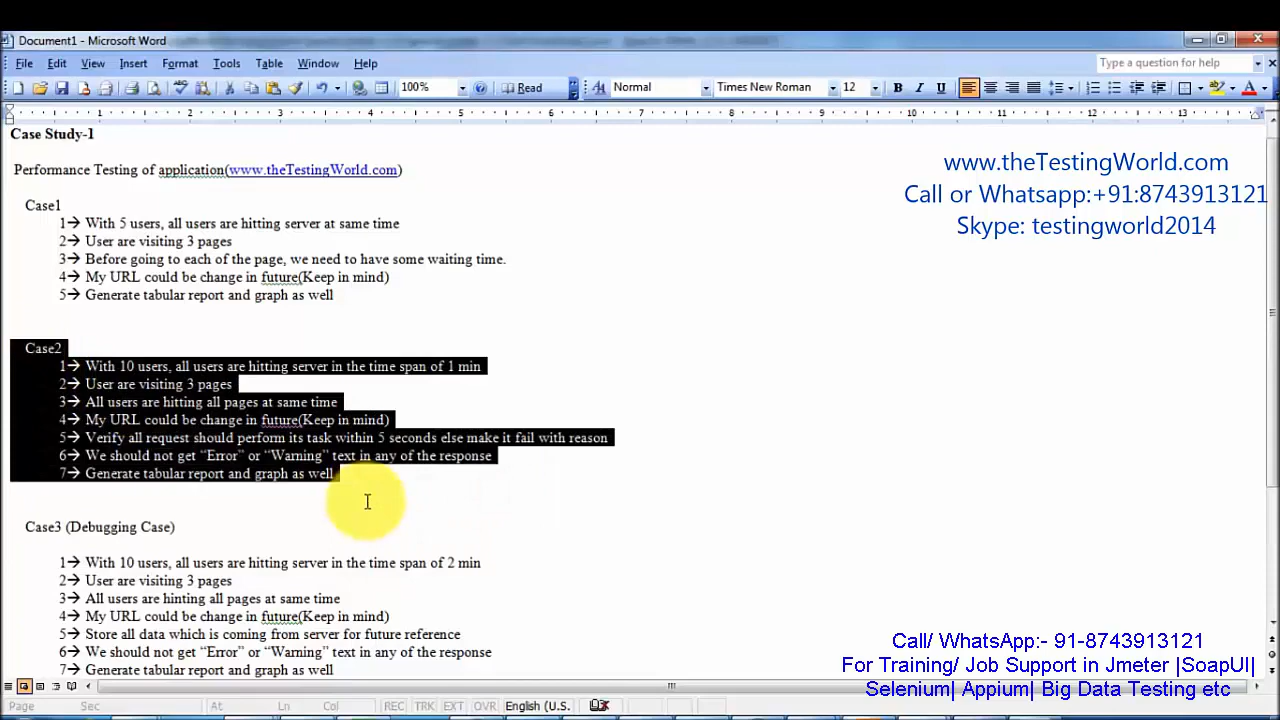 Document1 - Microsoft Word
File Edit View Insert Format Tools Table Window Help
Type a question for help
100% Read Normal Times New Roman 12 B I U A
1 2 3 4 5 6 7 8 9 10 11 12 13
Case Study-1
Performance Testing of application(www.theTestingWorld.com)
www.theTestingWorld.com
Call or Whatsapp:+91:8743913121
Skype: testingworld2014
Case1
1→ With 5 users, all users are hitting server at same time
2→ User are visiting 3 pages
3→ Before going to each of the page, we need to have some waiting time.
4→ My URL could be change in future(Keep in mind)
5→ Generate tabular report and graph as well
Case2
1→ With 10 users, all users are hitting server in the time span of 1 min
2→ User are visiting 3 pages
3→ All users are hitting all pages at same time
4→ My URL could be change in future(Keep in mind)
5→ Verify all request should perform its task within 5 seconds else make it fail with reason
6→ We should not get “Error” or “Warning” text in any of the response
7→ Generate tabular report and graph as well
Case3 (Debugging Case)
1→ With 10 users, all users are hitting server in the time span of 2 min
2→ User are visiting 3 pages
3→ All users are hinting all pages at same time
4→ My URL could be change in future(Keep in mind)
5→ Store all data which is coming from server for future reference
6→ We should not get “Error” or “Warning” text in any of the response
7→ Generate tabular report and graph as well
Call/ WhatsApp:- 91-8743913121
For Training/ Job Support in Jmeter |SoapUI|
Selenium| Appium| Big Data Testing etc
Page Sec At Ln Col REC TRK EXT OVR English (U.S.